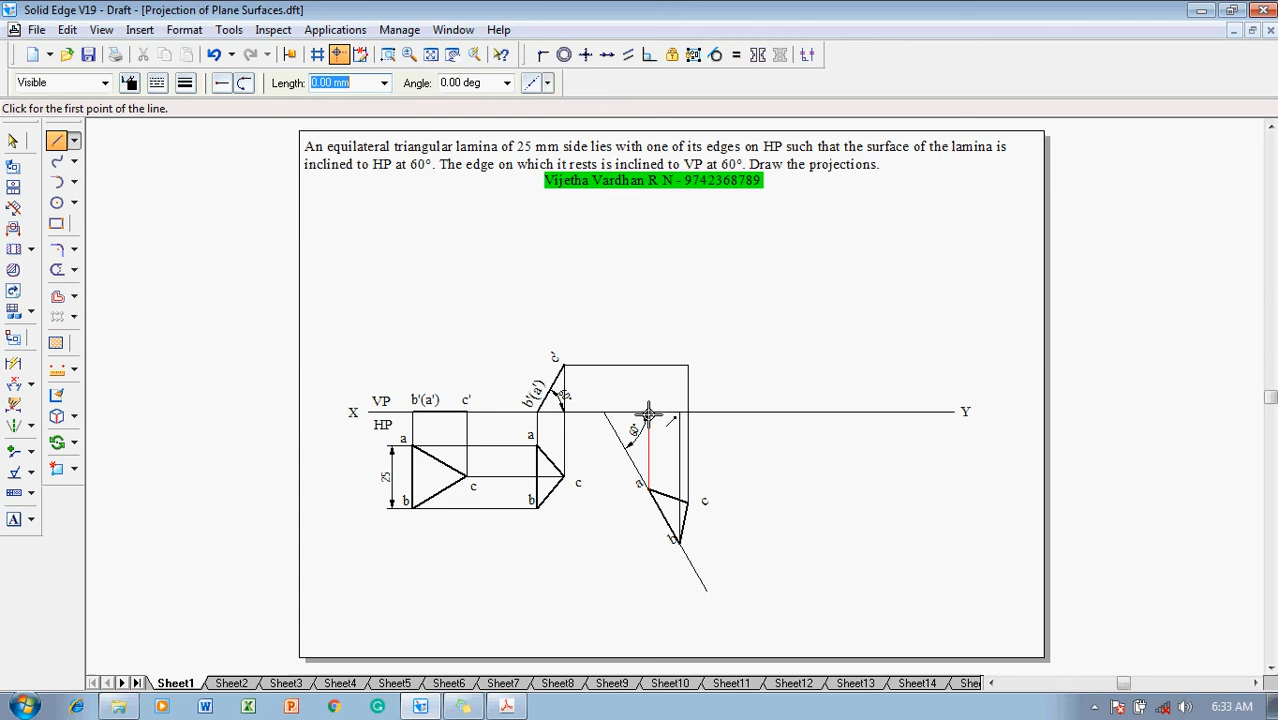 Solid Edge V19 - Draft - [Projection of Plane Surfaces.dft]
File Edit View Insert Format Tools Inspect Applications Manage Window Help
Visible Length: 0.00 mm Angle: 0.00 deg
Click for the first point of the line.
An equilateral triangular lamina of 25 mm side lies with one of its edges on HP such that the surface of the lamina is
inclined to HP at 60°. The edge on which it rests is inclined to VP at 60°. Draw the projections.
Vijetha Vardhan R N - 9742368789
c'
b'(a')
VP b'(a') c'
X Y
HP
60°
a a
25
c c
b b
a
c
b
Sheet1 Sheet2 Sheet3 Sheet4 Sheet5 Sheet6 Sheet7 Sheet8 Sheet9 Sheet10 Sheet11 Sheet12 Sheet13 Sheet14 She
6:33 AM